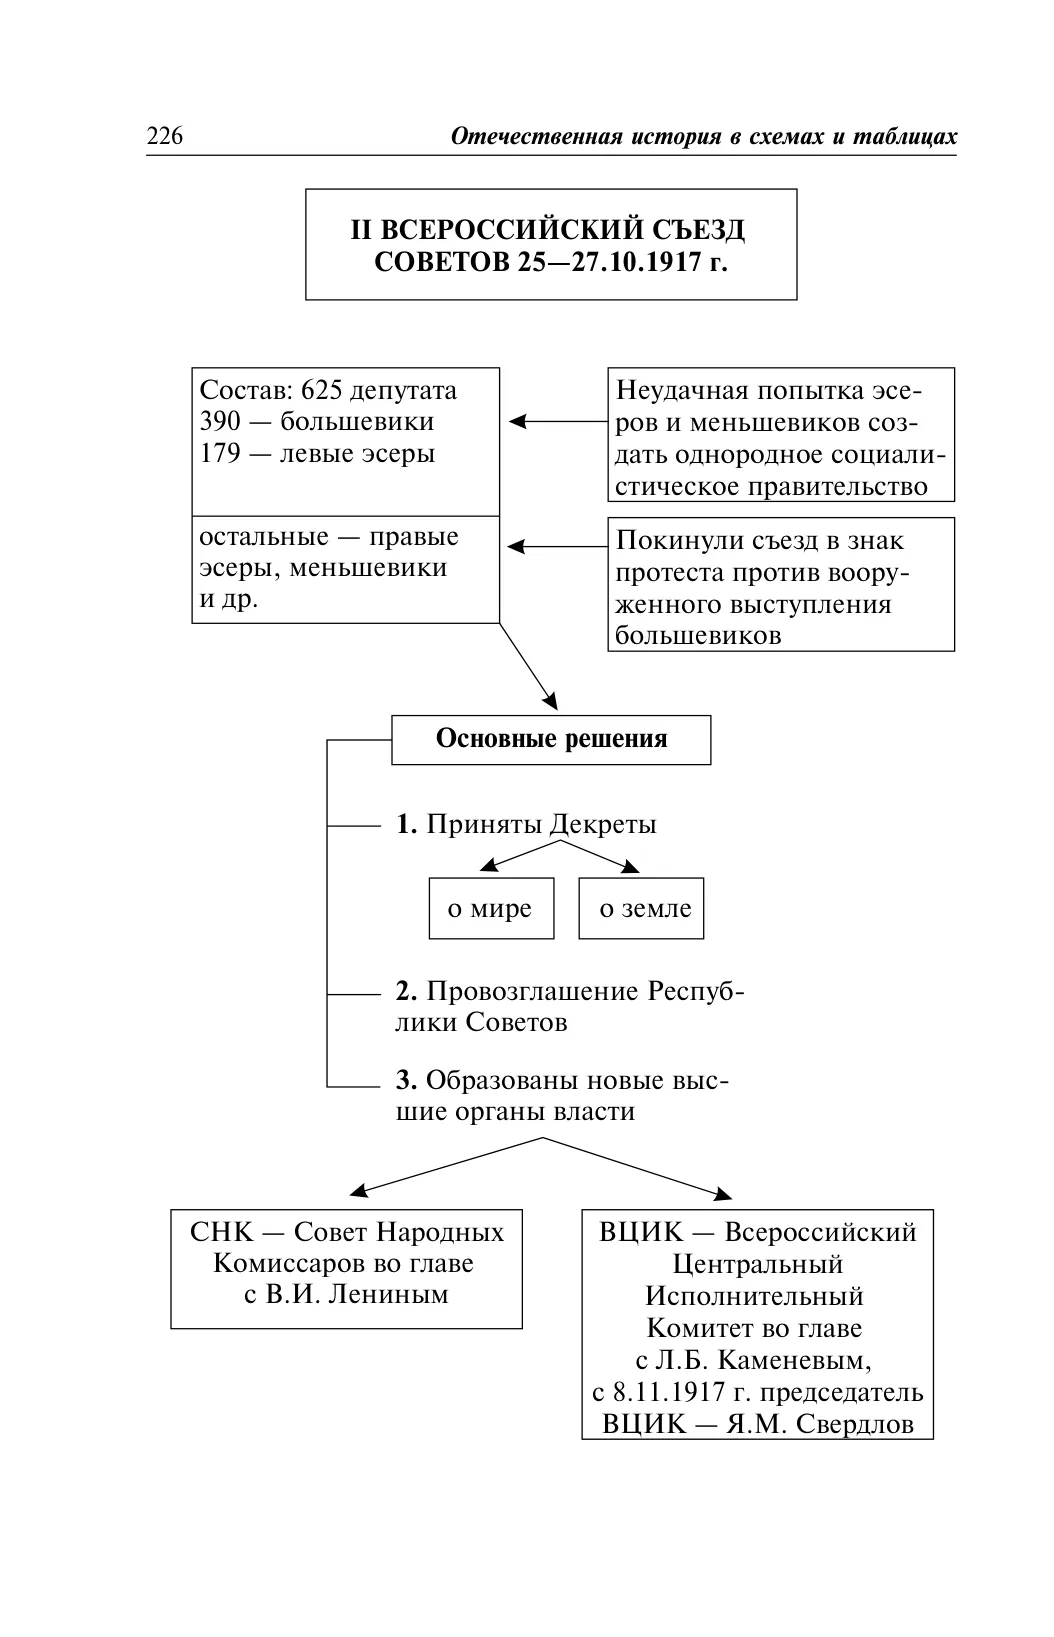 226
Отечественная история в схемах и таблицах
II ВСЕРОССИЙСКИЙ СЪЕЗД
СОВЕТОВ 25—27.10.1917 г.
Состав: 625 депутата
390 — большевики
179 — левые эсеры
Неудачная попытка эсе-
ров и меньшевиков соз-
дать однородное социали-
стическое правительство
остальные — правые
эсеры, меньшевики
и др.
Покинули съезд в знак
протеста против воору-
женного выступления
большевиков
Основные решения
1. Приняты Декреты
о мире
о земле
2. Провозглашение Респуб-
лики Советов
3. Образованы новые выс-
шие органы власти
СНК — Совет Народных
Комиссаров во главе
с В.И. Лениным
ВЦИК — Всероссийский
Центральный
Исполнительный
Комитет во главе
с Л.Б. Каменевым,
с 8.11.1917 г. председатель
ВЦИК — Я.М. Свердлов